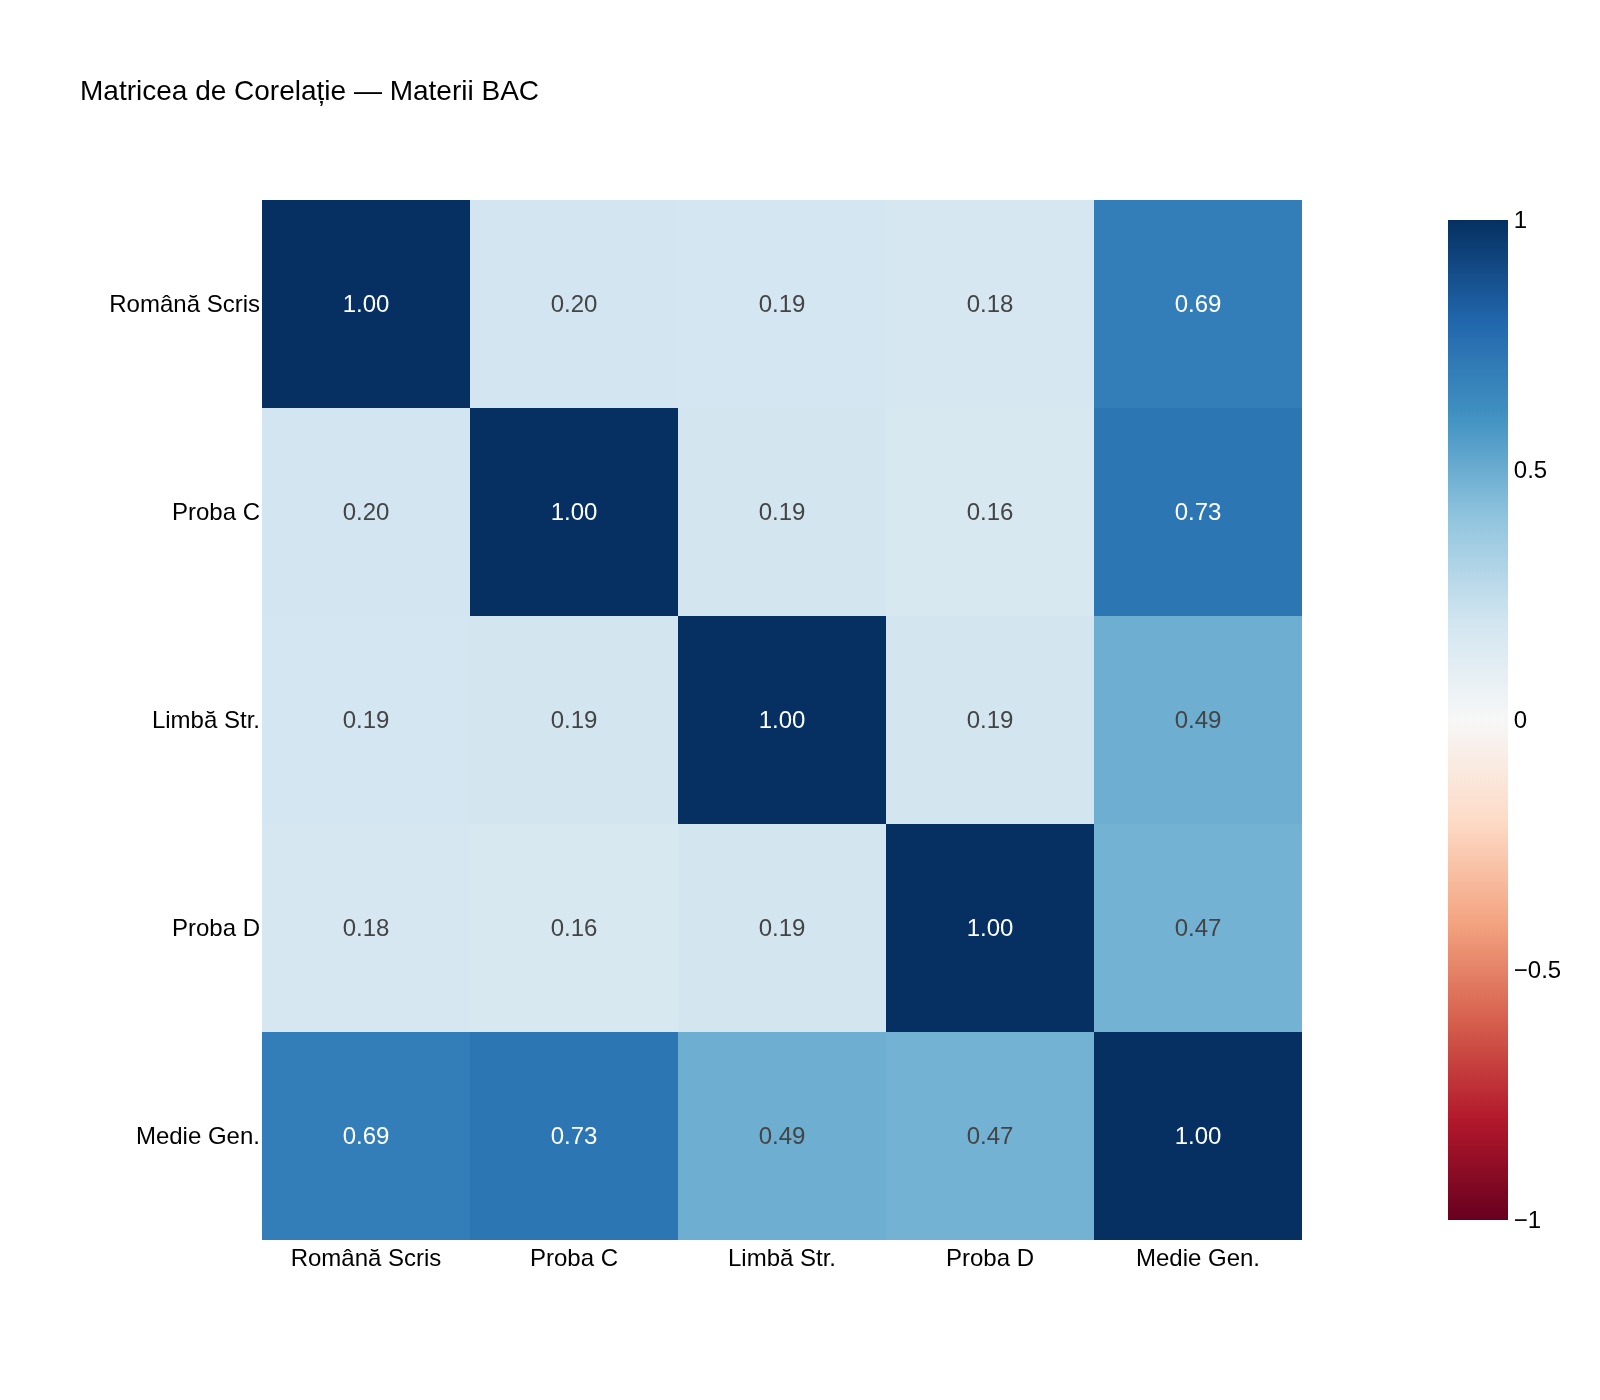 Matricea de Corelație — Materii BAC
Română Scris 1.00 0.20 0.19 0.18 0.69
Proba C 0.20 1.00 0.19 0.16 0.73
Limbă Str. 0.19 0.19 1.00 0.19 0.49
Proba D 0.18 0.16 0.19 1.00 0.47
Medie Gen. 0.69 0.73 0.49 0.47 1.00
Română Scris Proba C Limbă Str. Proba D Medie Gen.
1
0.5
0
−0.5
−1